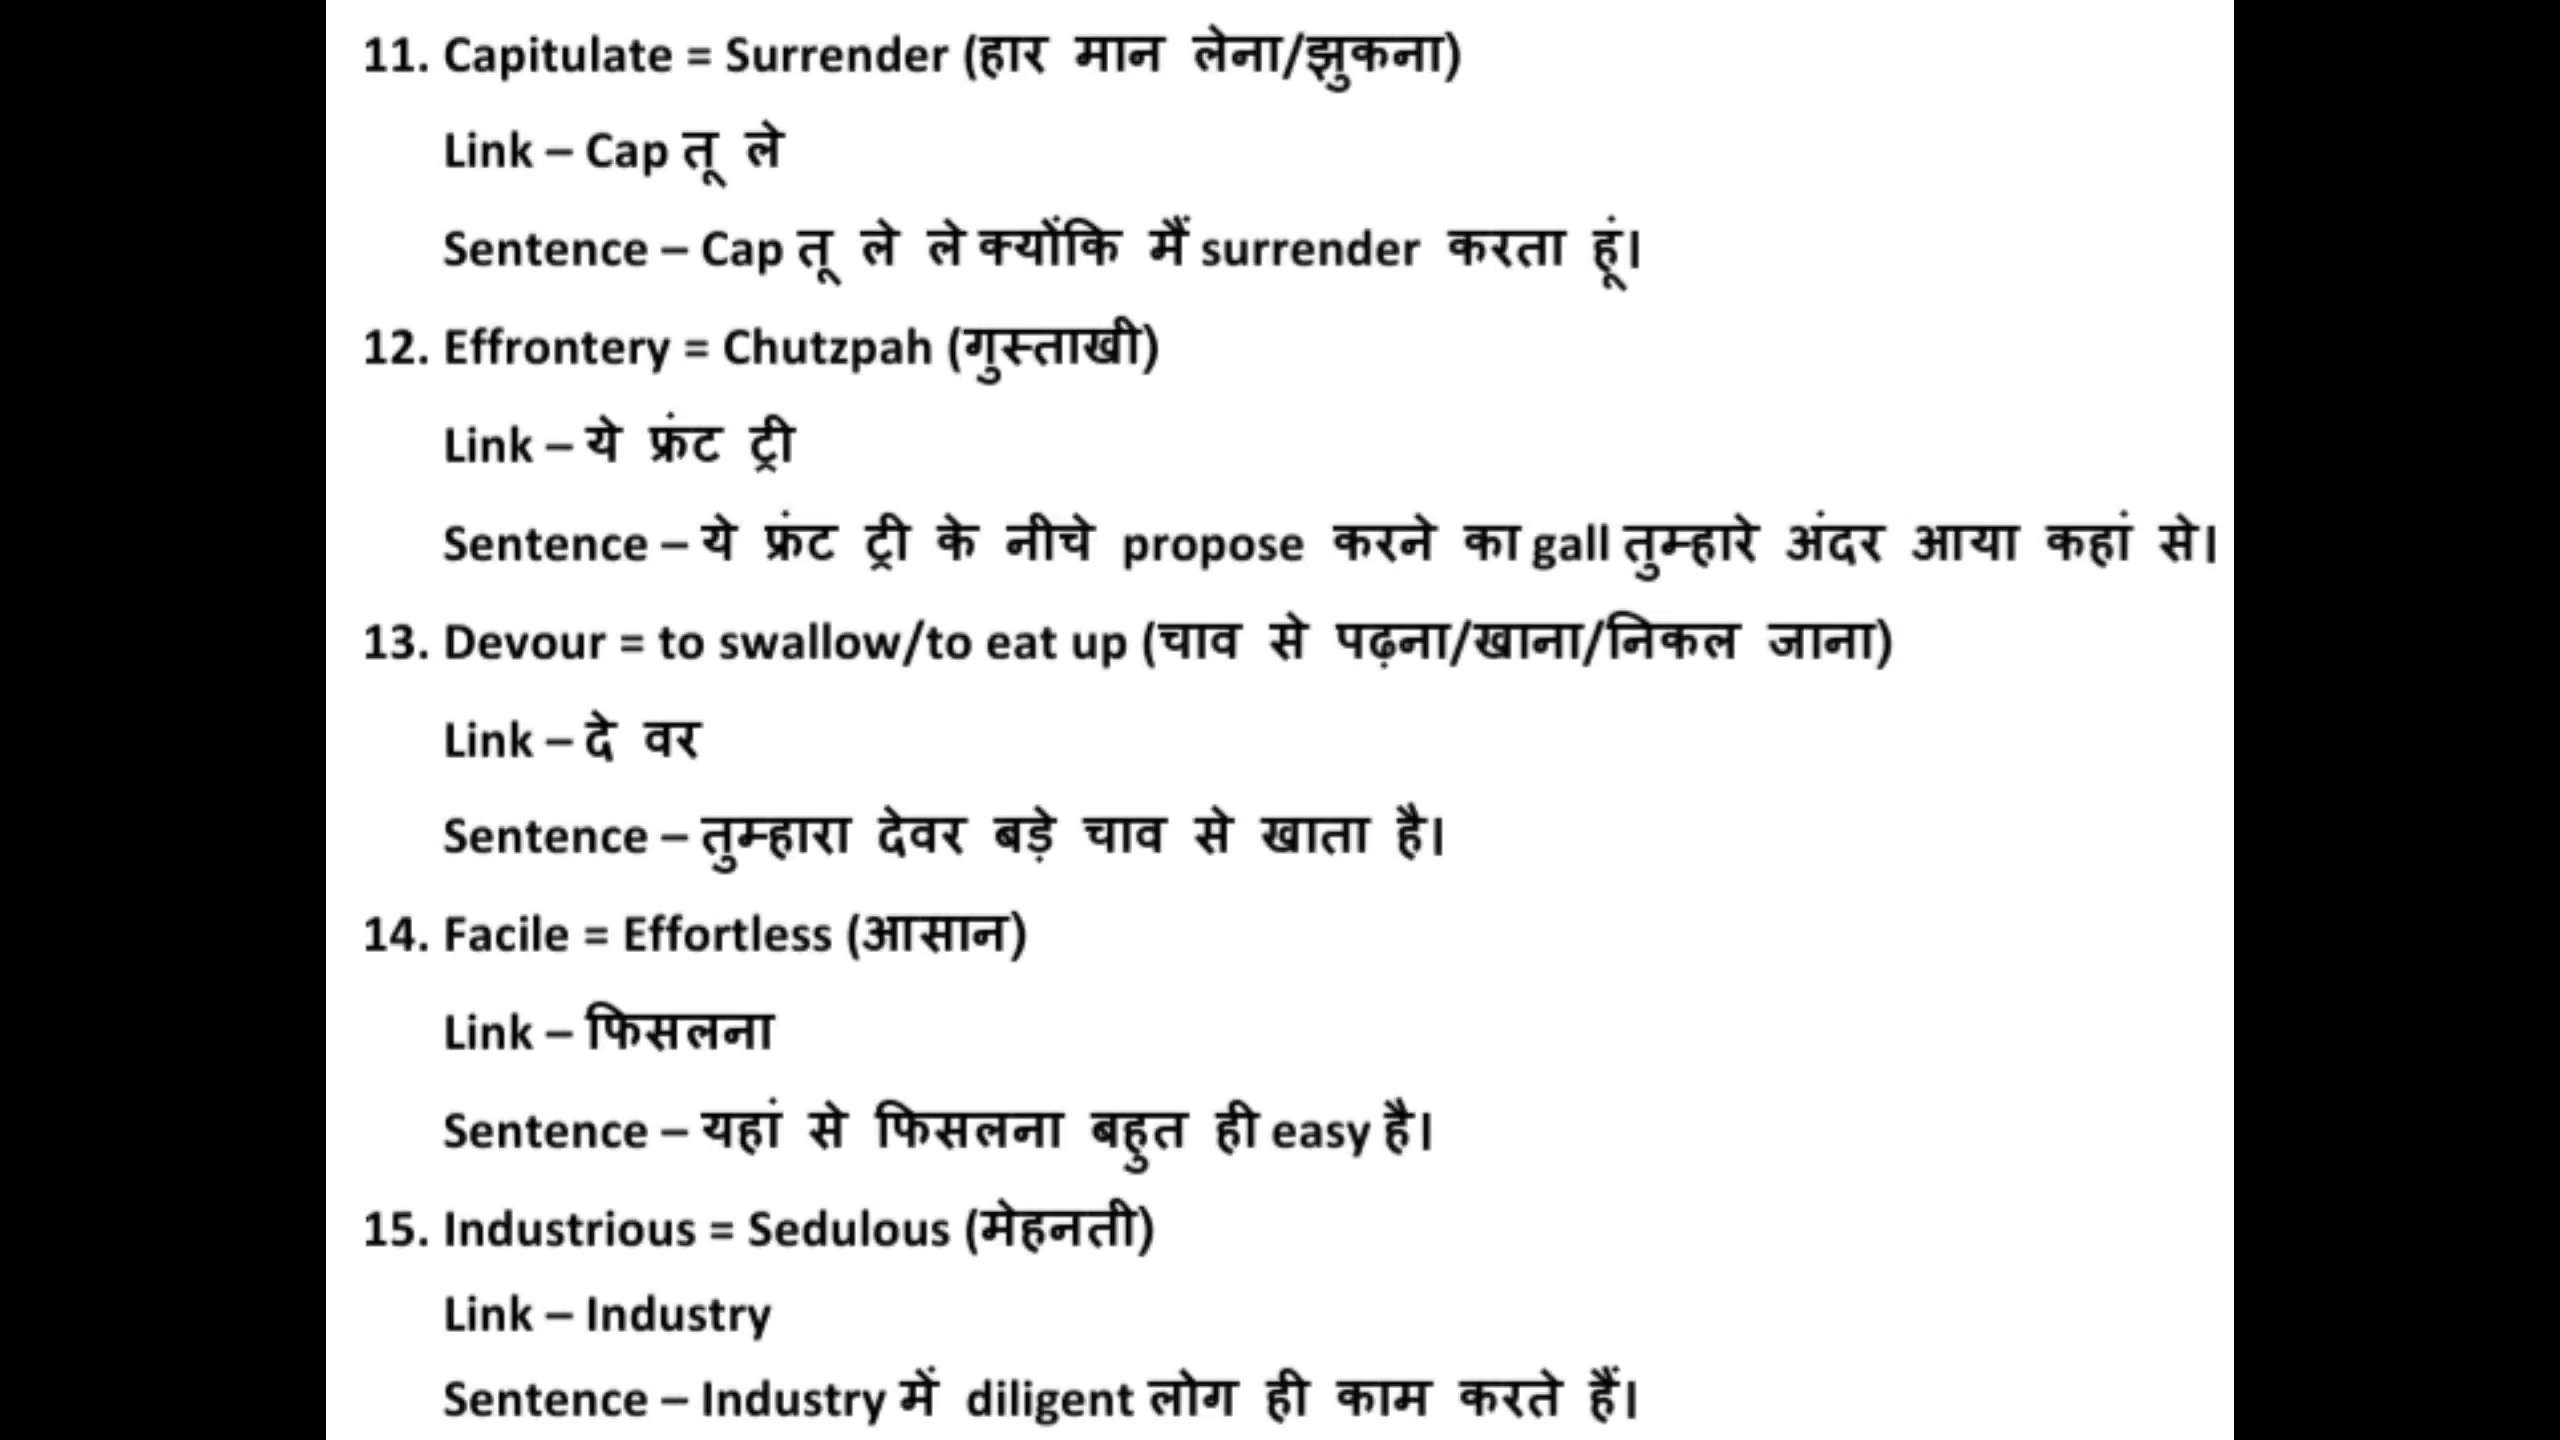 11. Capitulate = Surrender (हार मान लेना/झुकना)
Link – Cap तू ले
Sentence – Cap तू ले ले क्योंकि मैं surrender करता हूं।
12. Effrontery = Chutzpah (गुस्ताखी)
Link – ये फ्रंट ट्री
Sentence – ये फ्रंट ट्री के नीचे propose करने का gall तुम्हारे अंदर आया कहां से।
13. Devour = to swallow/to eat up (चाव से पढ़ना/खाना/निकल जाना)
Link – दे वर
Sentence – तुम्हारा देवर बड़े चाव से खाता है।
14. Facile = Effortless (आसान)
Link – फिसलना
Sentence – यहां से फिसलना बहुत ही easy है।
15. Industrious = Sedulous (मेहनती)
Link – Industry
Sentence – Industry में diligent लोग ही काम करते हैं।